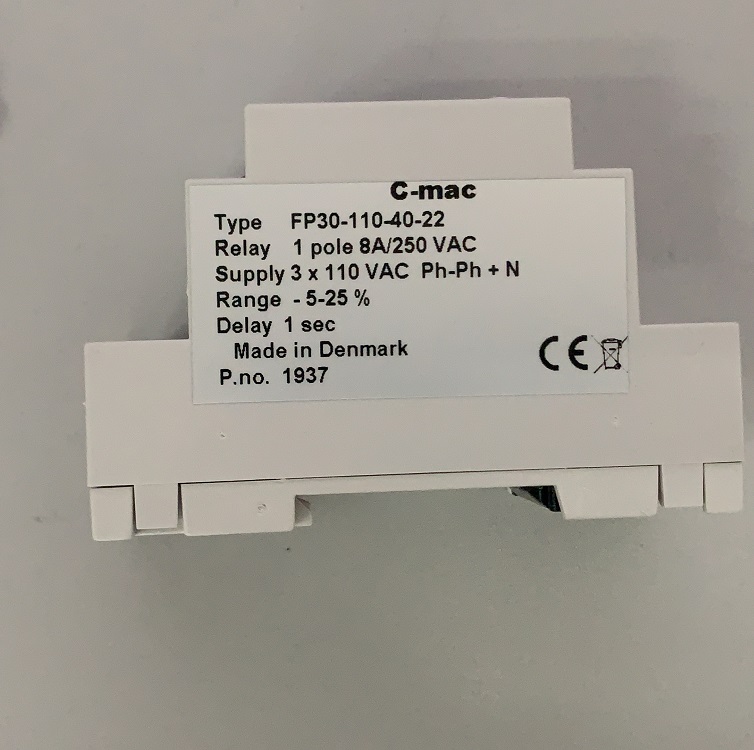 C-mac
Type FP30-110-40-22
Relay 1 pole 8A/250 VAC
Supply 3 x 110 VAC Ph-Ph + N
Range - 5-25 %
Delay 1 sec
Made in Denmark
CE
P.no. 1937